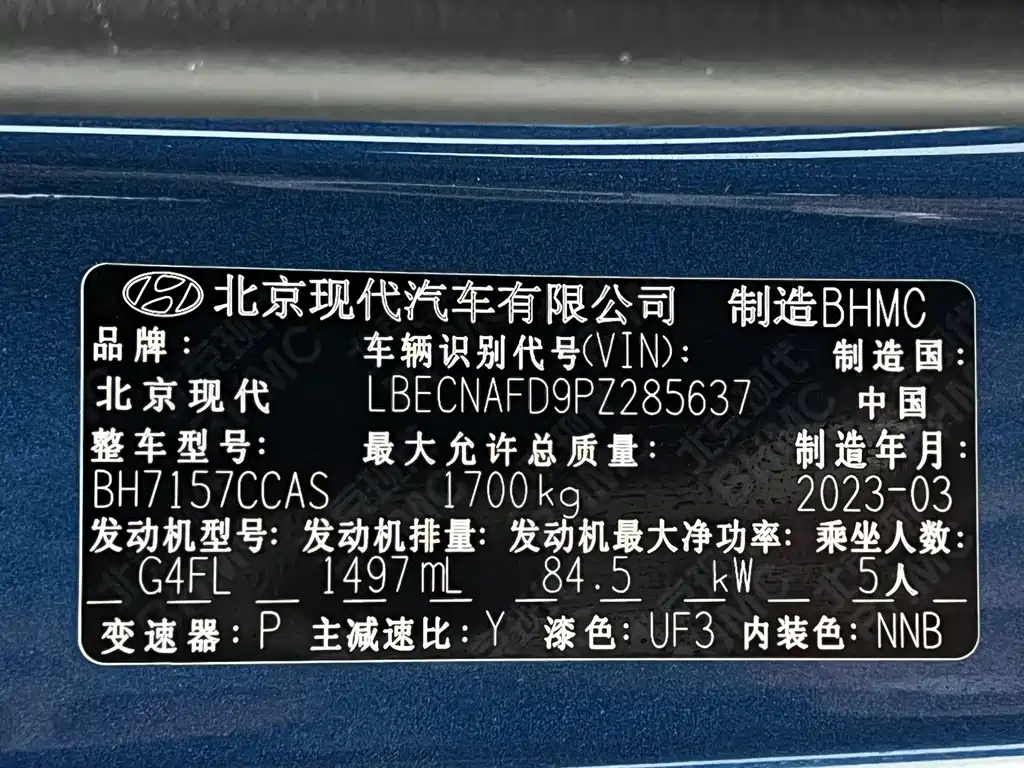 北京现代汽车有限公司 制造BHMC
品牌: 车辆识别代号(VIN): 制造国:
北京现代 LBECNAFD9PZ285637 中国
整车型号: 最大允许总质量: 制造年月:
BH7157CCAS 1700kg 2023-03
发动机型号: 发动机排量: 发动机最大净功率: 乘坐人数:
G4FL 1497mL 84.5 kW 5人
变速器: P 主减速比: Y 漆色: UF3 内装色: NNB